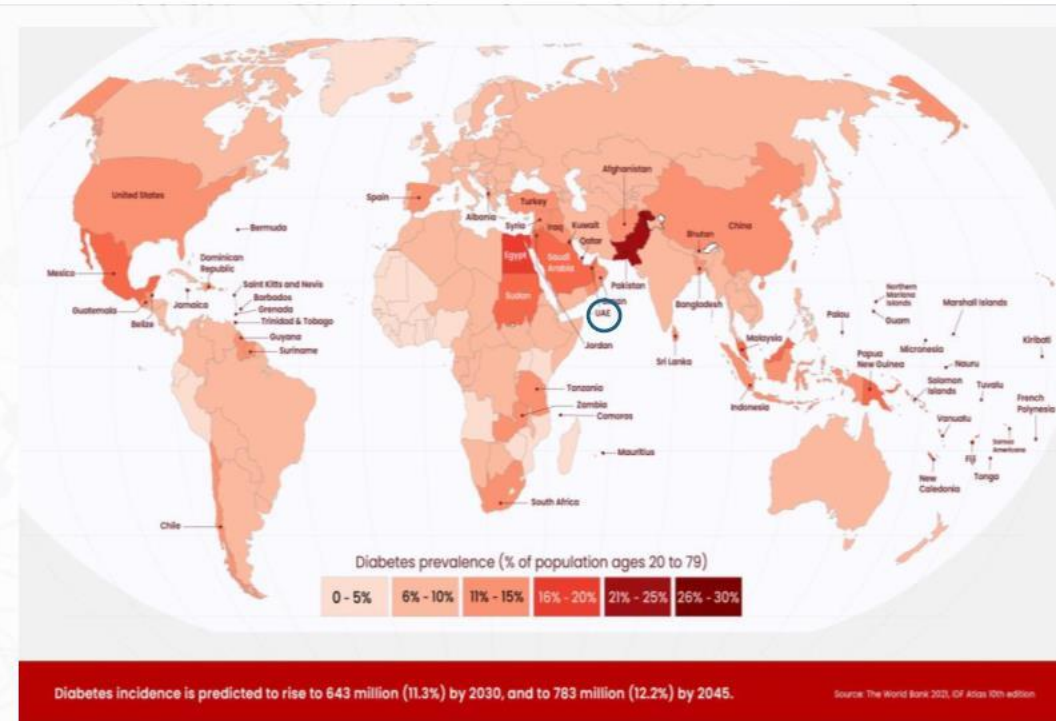 United States
Bermuda
Mexico
Dominican
Republic
Saint Kitts and Nevis
Barbados
Grenada
Trinidad & Tobago
Jamaica
Guatemala
Belize
Guyana
Suriname
Chile
Spain
Albania
Turkey
Syria
Iraq
Kuwait
Qatar
Afghanistan
Egypt
Saudi
Arabia
Sudan
Pakistan
UAE
Jordan
Bhutan
China
Bangladesh
Sri Lanka
Malaysia
Indonesia
Tanzania
Zambia
Comoros
Mauritius
South Africa
Northern
Mariana
Islands
Guam
Palau
Marshall Islands
Micronesia
Kiribati
Nauru
Papua
New Guinea
Solomon
Islands
Tuvalu
French
Polynesia
Vanuatu
Fiji
Tonga
New
Caledonia
Diabetes prevalence (% of population ages 20 to 79)
0 - 5% 6% - 10% 11% - 15% 16% - 20% 21% - 25% 26% - 30%
Diabetes incidence is predicted to rise to 643 million (11.3%) by 2030, and to 783 million (12.2%) by 2045.
Source: The World Bank 2021, IDF Atlas 10th edition